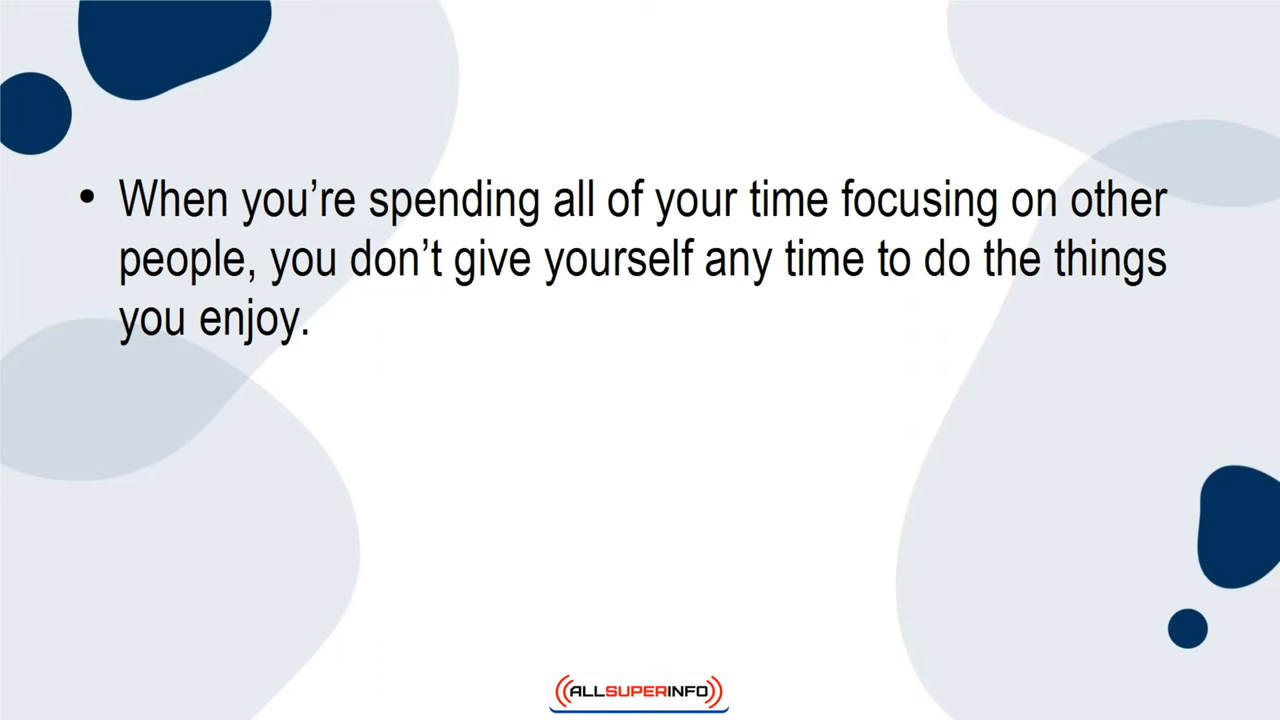 • When you’re spending all of your time focusing on other
people, you don’t give yourself any time to do the things
you enjoy.
ALLSUPERINFO